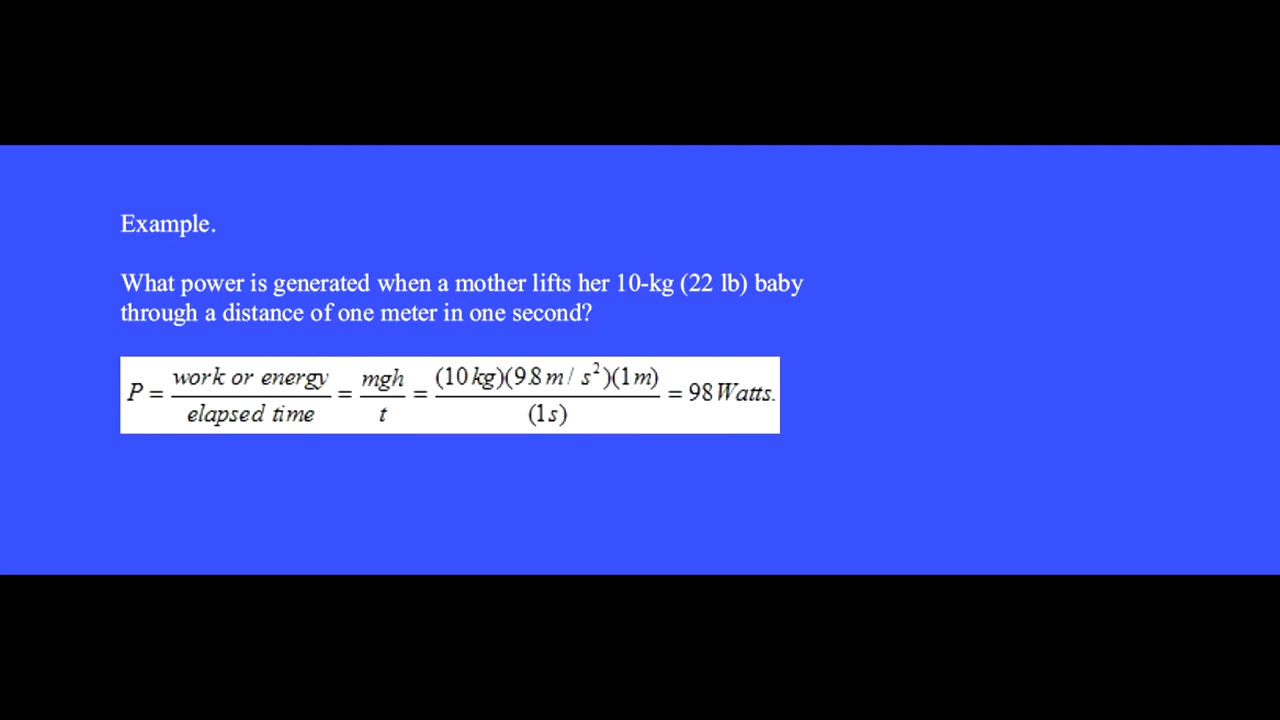 Example.
What power is generated when a mother lifts her 10-kg (22 lb) baby
through a distance of one meter in one second?
P = work or energy / elapsed time = mgh / t = (10 kg)(9.8 m / s²)(1 m) / (1 s) = 98 Watts.